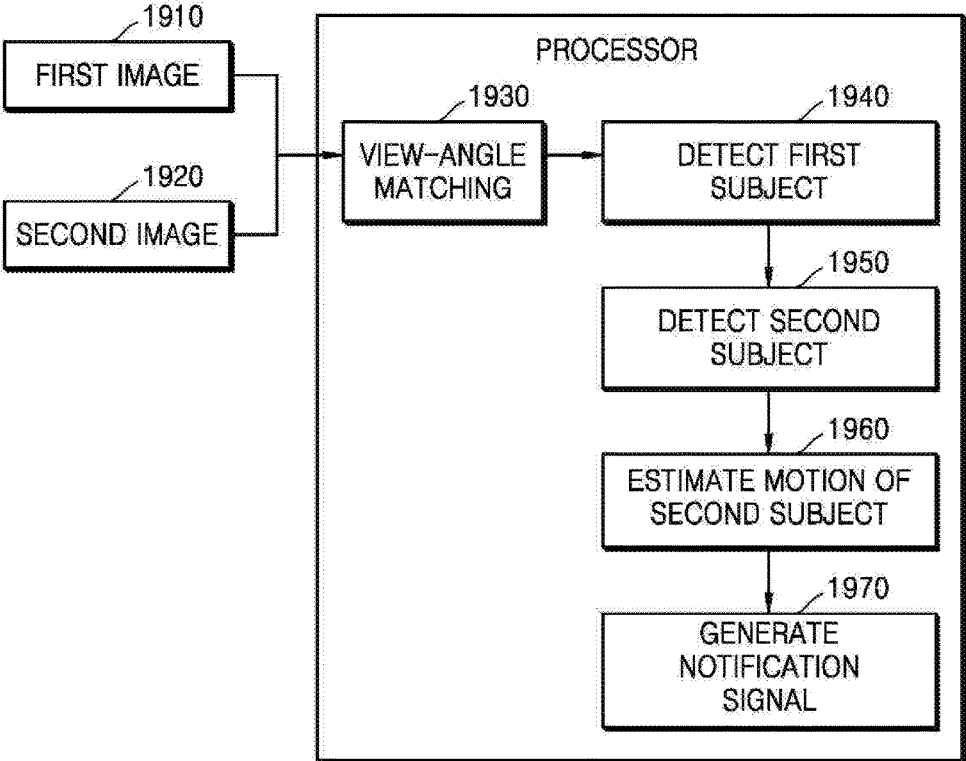 1910
FIRST IMAGE
1920
SECOND IMAGE
PROCESSOR
1930
VIEW-ANGLE
MATCHING
1940
DETECT FIRST
SUBJECT
1950
DETECT SECOND
SUBJECT
1960
ESTIMATE MOTION OF
SECOND SUBJECT
1970
GENERATE
NOTIFICATION
SIGNAL